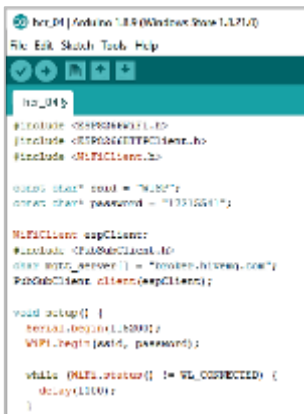 hcr_04 | Arduino 1.8.9 (Windows Store 1.8.21.0)
File Edit Sketch Tools Help
hcr_04 §
#include <ESP8266WiFi.h>
#include <ESP8266HTTPClient.h>
#include <WiFiClient.h>
const char* ssid =
const char* password =
WiFiClient espClient;
#include <PubSubClient.h>
char mqtt_server[] = "broker.hivemq.com";
PubSubClient client(espClient);
void setup() {
Serial.begin(115200);
WiFi.begin(ssid, password);
while (WiFi.status() != WL_CONNECTED) {
delay(1000);
}